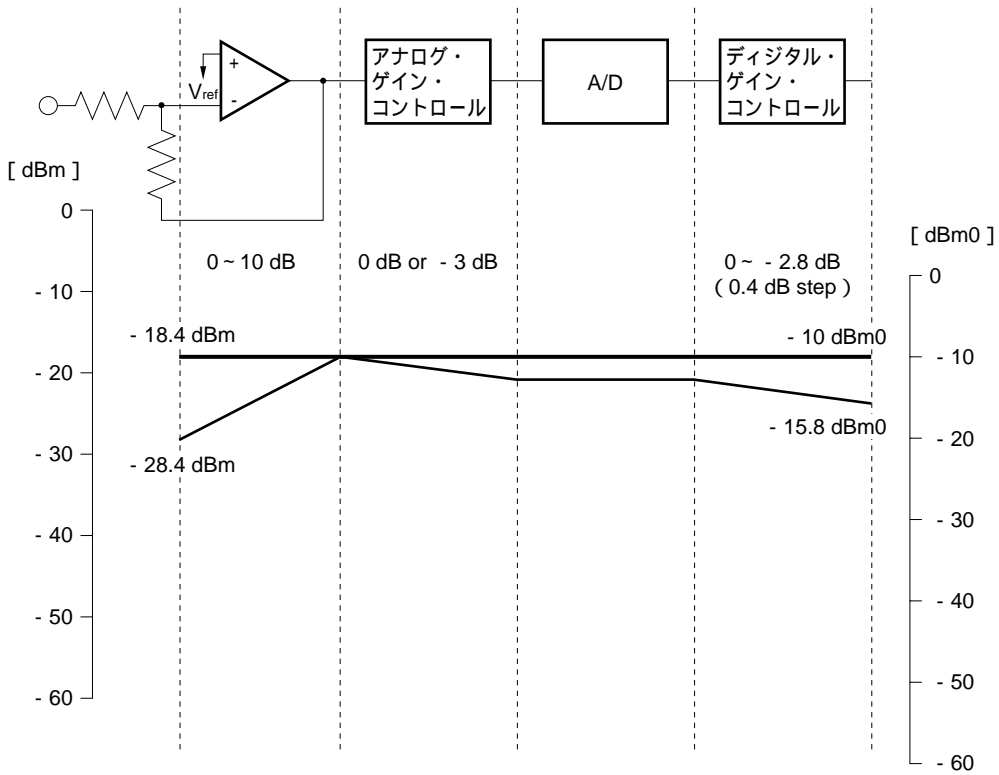 アナログ・
ゲイン・
コントロール
A/D
ディジタル・
ゲイン・
コントロール
+
Vref
-
[ dBm ]
[ dBm0 ]
0 ~ 10 dB
0 dB or - 3 dB
0 ~ - 2.8 dB
( 0.4 dB step )
0
- 10
- 20
- 30
- 40
- 50
- 60
- 18.4 dBm
- 28.4 dBm
- 10 dBm0
- 15.8 dBm0
0
- 10
- 20
- 30
- 40
- 50
- 60